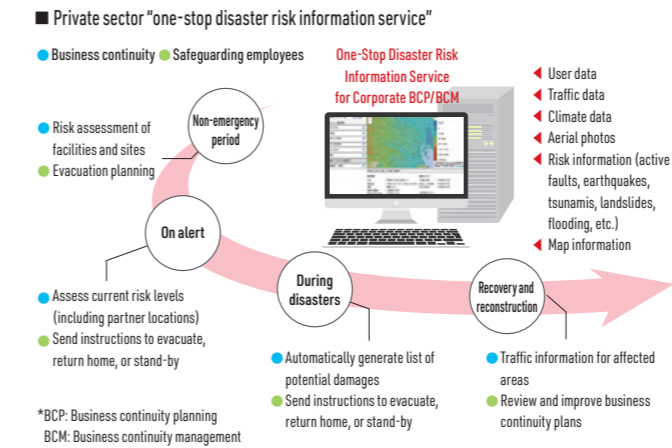 ■ Private sector “one-stop disaster risk information service”
● Business continuity ● Safeguarding employees
One-Stop Disaster Risk
Information Service
for Corporate BCP/BCM
◀ User data
◀ Traffic data
◀ Climate data
◀ Aerial photos
◀ Risk information (active
faults, earthquakes,
tsunamis, landslides,
flooding, etc.)
◀ Map information
Non-emergency
period
● Risk assessment of
facilities and sites
● Evacuation planning
On alert
● Assess current risk levels
(including partner locations)
● Send instructions to evacuate,
return home, or stand-by
During
disasters
● Automatically generate list of
potential damages
● Send instructions to evacuate,
return home, or stand-by
Recovery and
reconstruction
● Traffic information for affected
areas
● Review and improve business
continuity plans
*BCP: Business continuity planning
BCM: Business continuity management